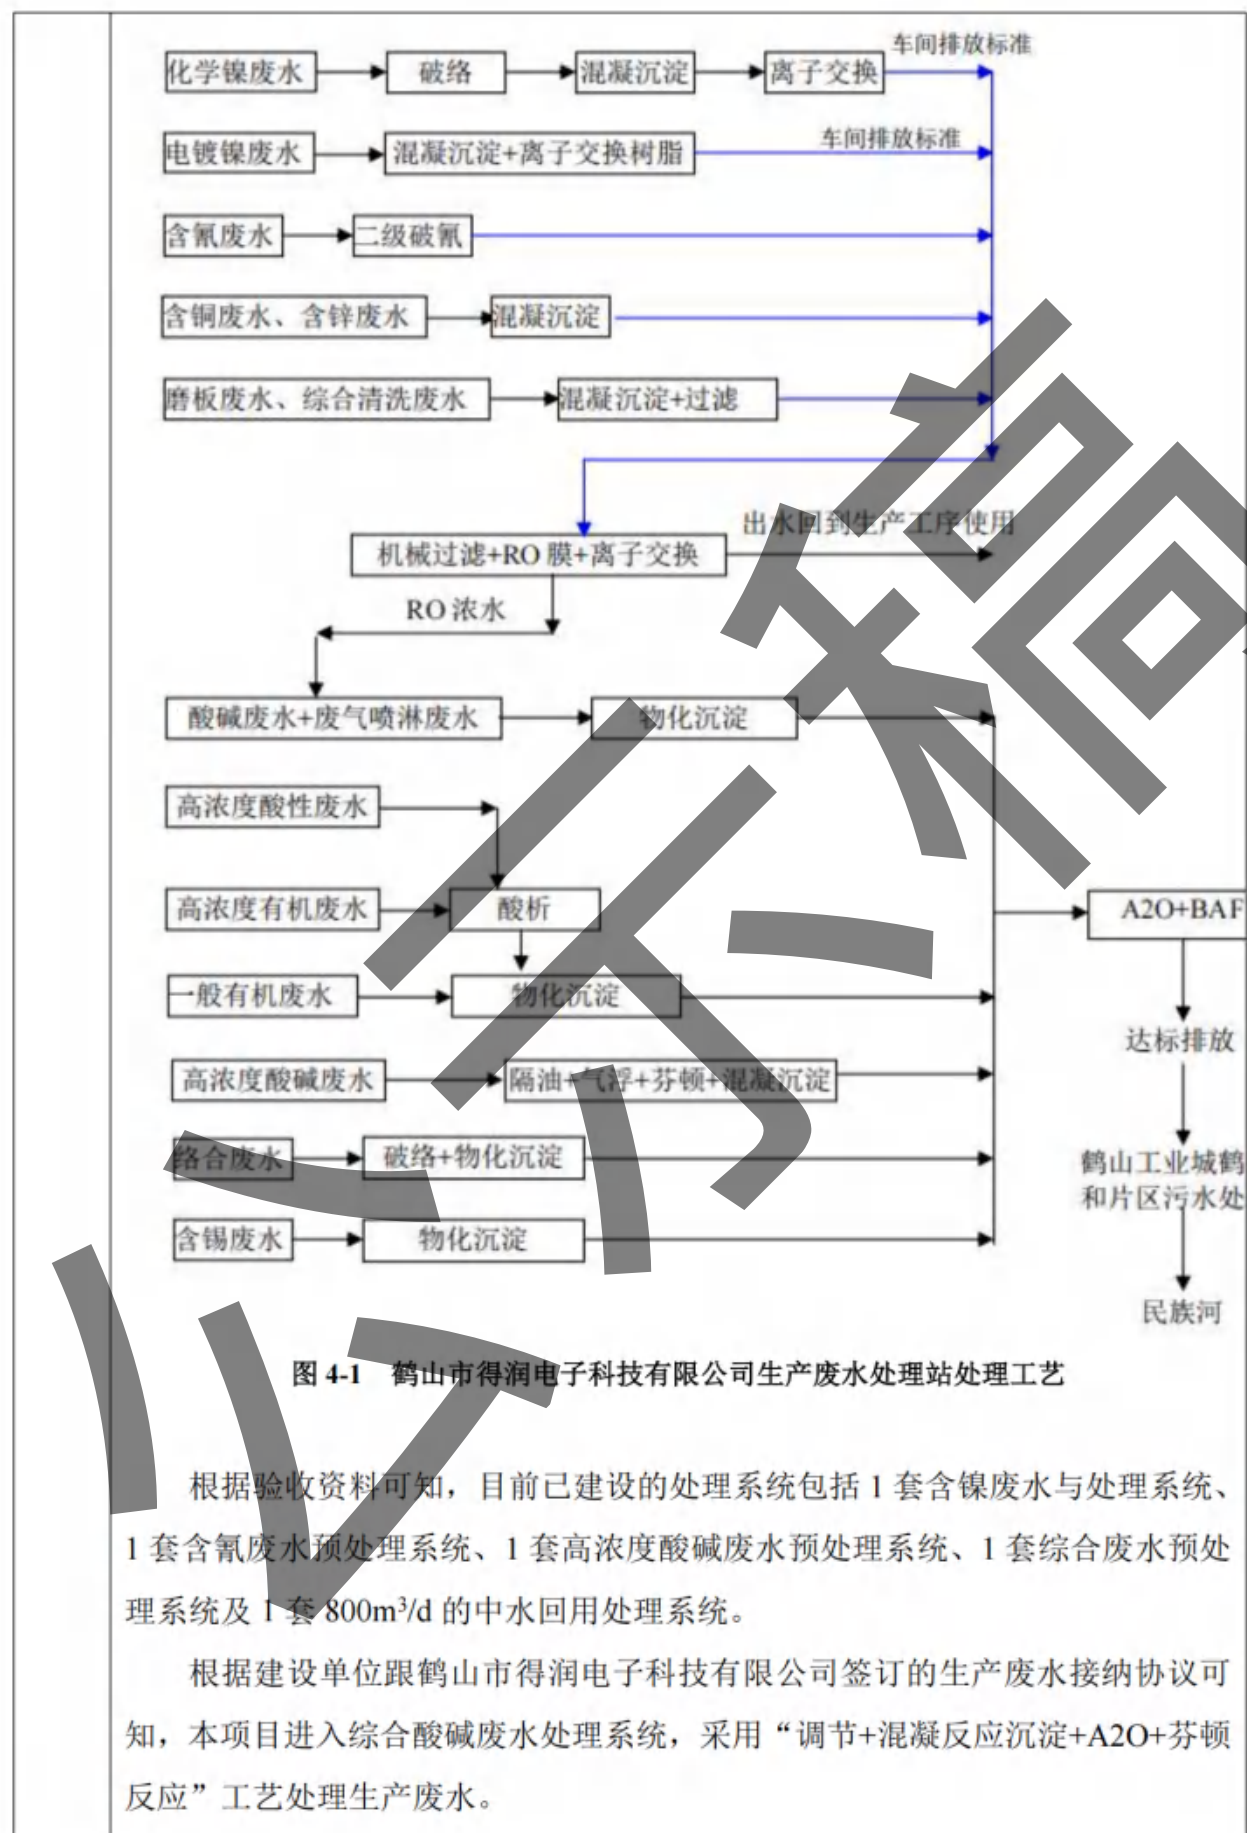 车间排放标准
化学镍废水 破络 混凝沉淀 离子交换
车间排放标准
电镀镍废水 混凝沉淀+离子交换树脂
含氰废水 二级破氰
含铜废水、含锌废水 混凝沉淀
磨板废水、综合清洗废水 混凝沉淀+过滤
出水回到生产工序使用
机械过滤+RO 膜+离子交换
RO 浓水
酸碱废水+废气喷淋废水 物化沉淀
高浓度酸性废水
高浓度有机废水 酸析 A2O+BAF
一般有机废水 物化沉淀
达标排放
高浓度酸碱废水 隔油+气浮+芬顿+混凝沉淀
络合废水 破络+物化沉淀 鹤山工业城鹤
和片区污水处
含锡废水 物化沉淀
民族河
图 4-1 鹤山市得润电子科技有限公司生产废水处理站处理工艺
根据验收资料可知，目前已建设的处理系统包括 1 套含镍废水与处理系统、
1 套含氰废水预处理系统、1 套高浓度酸碱废水预处理系统、1 套综合废水预处
理系统及 1 套 800m³/d 的中水回用处理系统。
根据建设单位跟鹤山市得润电子科技有限公司签订的生产废水接纳协议可
知，本项目进入综合酸碱废水处理系统，采用“调节+混凝反应沉淀+A2O+芬顿
反应”工艺处理生产废水。
公示稿